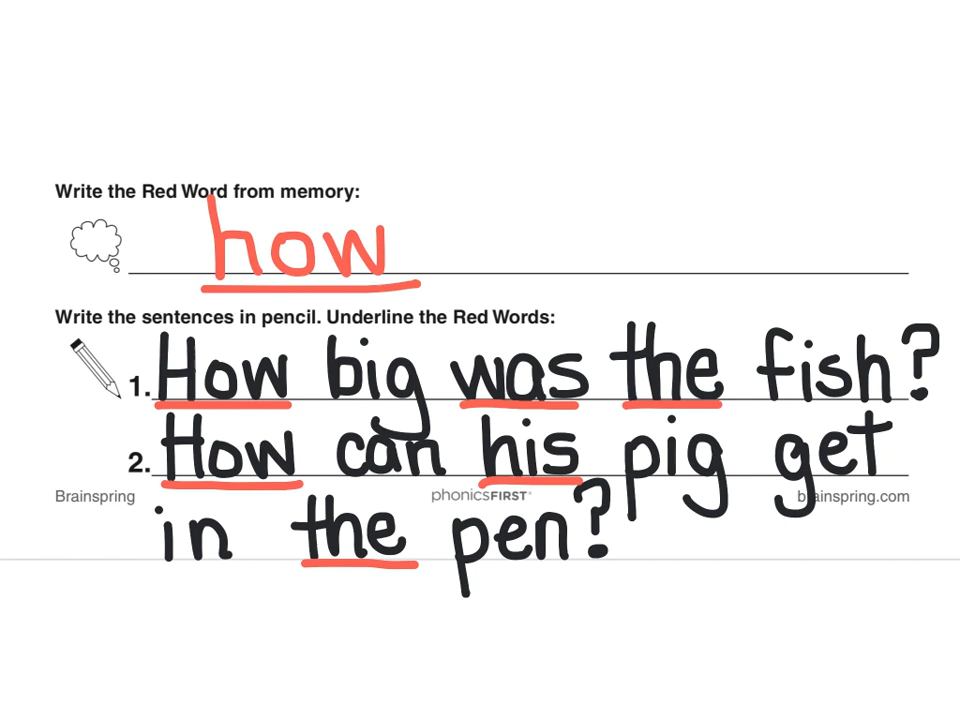 Write the Red Word from memory:
how
Write the sentences in pencil. Underline the Red Words:
1. How big was the fish?
2. How can his pig get
Brainspring phonicsFIRST® brainspring.com
in the pen?